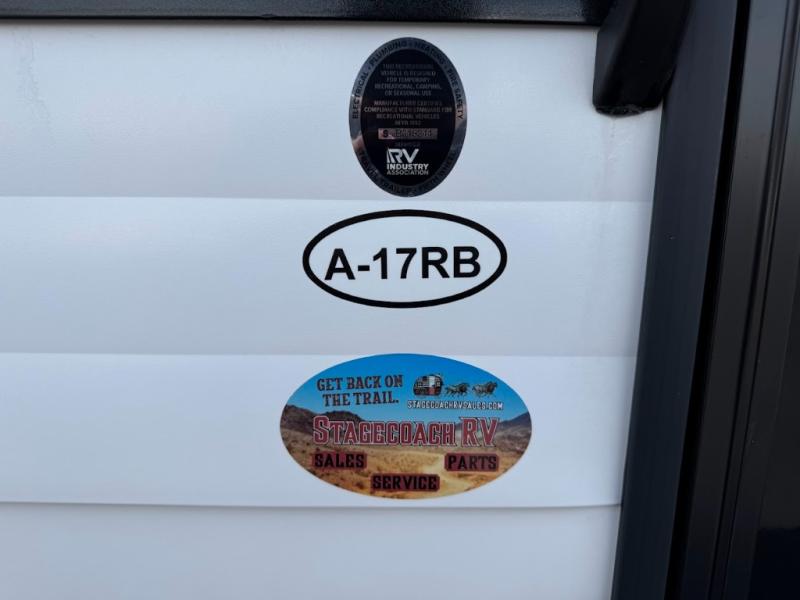 ELECTRICAL • PLUMBING • HEATING • FIRE SAFETY
THIS RECREATIONAL
VEHICLE IS DESIGNED
FOR TEMPORARY
RECREATIONAL, CAMPING,
OR SEASONAL USE
MANUFACTURER CERTIFIES
COMPLIANCE WITH STANDARD FOR
RECREATIONAL VEHICLES
RV
INDUSTRY
ASSOCIATION
A-17RB
GET BACK ON
THE TRAIL.
STAGECOACHRVSALES.COM
STAGECOACH RV
SALES
PARTS
SERVICE